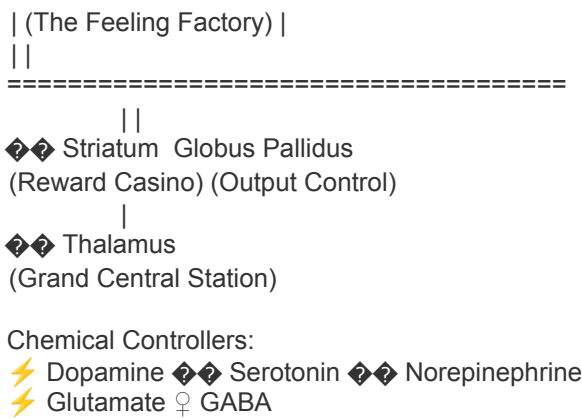 | (The Feeling Factory) |
| |
=====================================
| |
�� Striatum Globus Pallidus
(Reward Casino) (Output Control)
|
�� Thalamus
(Grand Central Station)
Chemical Controllers:
⚡ Dopamine �� Serotonin �� Norepinephrine
⚡ Glutamate ♀ GABA